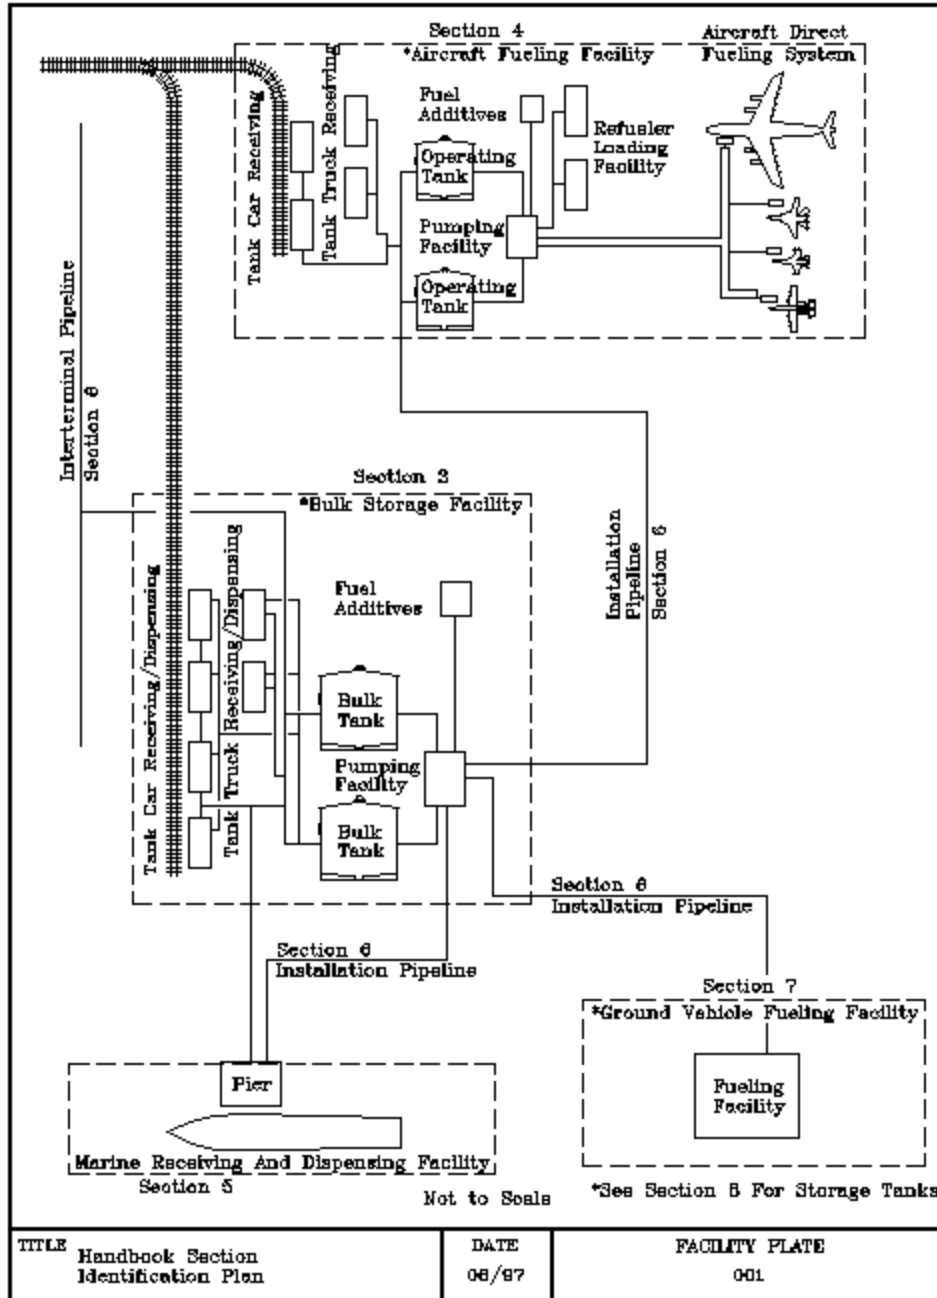 Section 4
*Aircraft Fueling Facility
Aircraft Direct
Fueling System
Tank Car Receiving
Tank Truck Receiving
Fuel
Additives
Refueler
Loading
Facility
Operating
Tank
Pumping
Facility
Operating
Tank
Interterminal Pipeline
Section 6
Section 3
*Bulk Storage Facility
Installation
Pipeline
Section 6
Tank Car Receiving/Dispensing
Tank Truck Receiving/Dispensing
Fuel
Additives
Bulk
Tank
Pumping
Facility
Bulk
Tank
Section 6
Installation Pipeline
Section 6
Installation Pipeline
Section 7
*Ground Vehicle Fueling Facility
Fueling
Facility
Pier
Marine Receiving And Dispensing Facility
Section 5
Not to Scale
*See Section 8 For Storage Tanks
TITLE
Handbook Section
Identification Plan
DATE
06/97
FACILITY PLATE
001